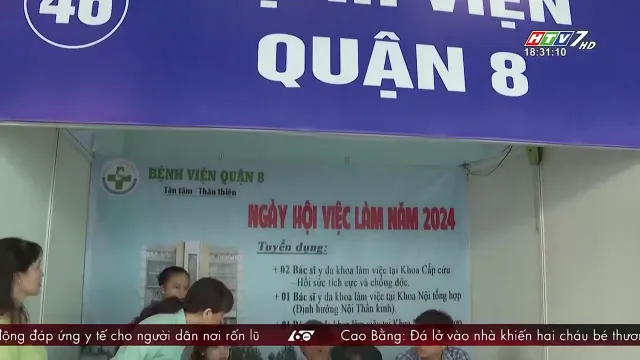 40
BỆNH VIỆN
QUẬN 8
HTV7 HD
18:31:10
BỆNH VIỆN QUẬN 8
Tận tâm - Thân thiện
NGÀY HỘI VIỆC LÀM NĂM 2024
Tuyển dụng:
+ 02 Bác sĩ y đa khoa làm việc tại Khoa Cấp cứu
– Hồi sức tích cực và chống độc.
+ 01 Bác sĩ y đa khoa làm việc tại Khoa Nội tổng hợp
(Định hướng Nội Thần kinh).
động đáp ứng y tế cho người dân nơi rốn lũ
Cao Bằng: Đá lở vào nhà khiến hai cháu bé thươ